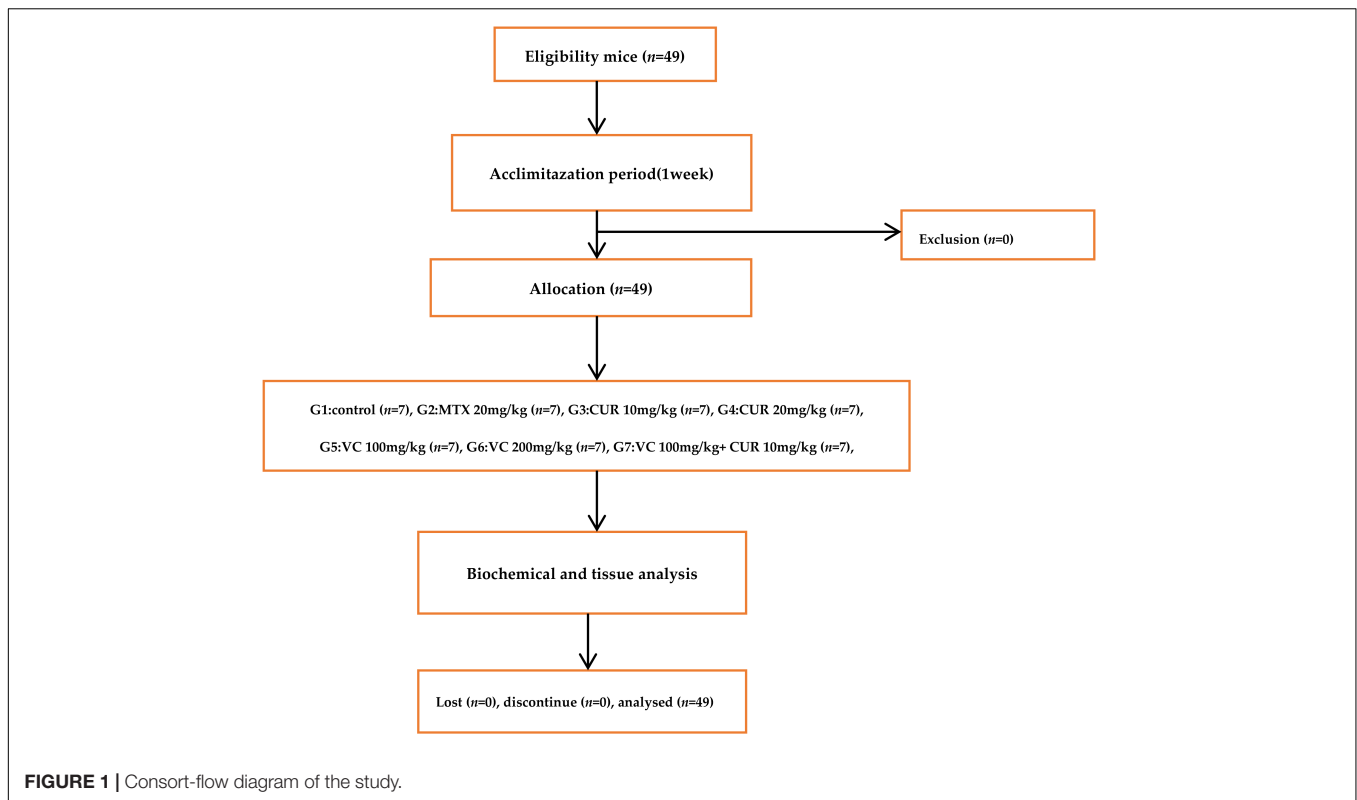 Eligibility mice (n=49)
Acclimitazation period(1week)
Exclusion (n=0)
Allocation (n=49)
G1:control (n=7), G2:MTX 20mg/kg (n=7), G3:CUR 10mg/kg (n=7), G4:CUR 20mg/kg (n=7),
G5:VC 100mg/kg (n=7), G6:VC 200mg/kg (n=7), G7:VC 100mg/kg+ CUR 10mg/kg (n=7),
Biochemical and tissue analysis
Lost (n=0), discontinue (n=0), analysed (n=49)
FIGURE 1 | Consort-flow diagram of the study.